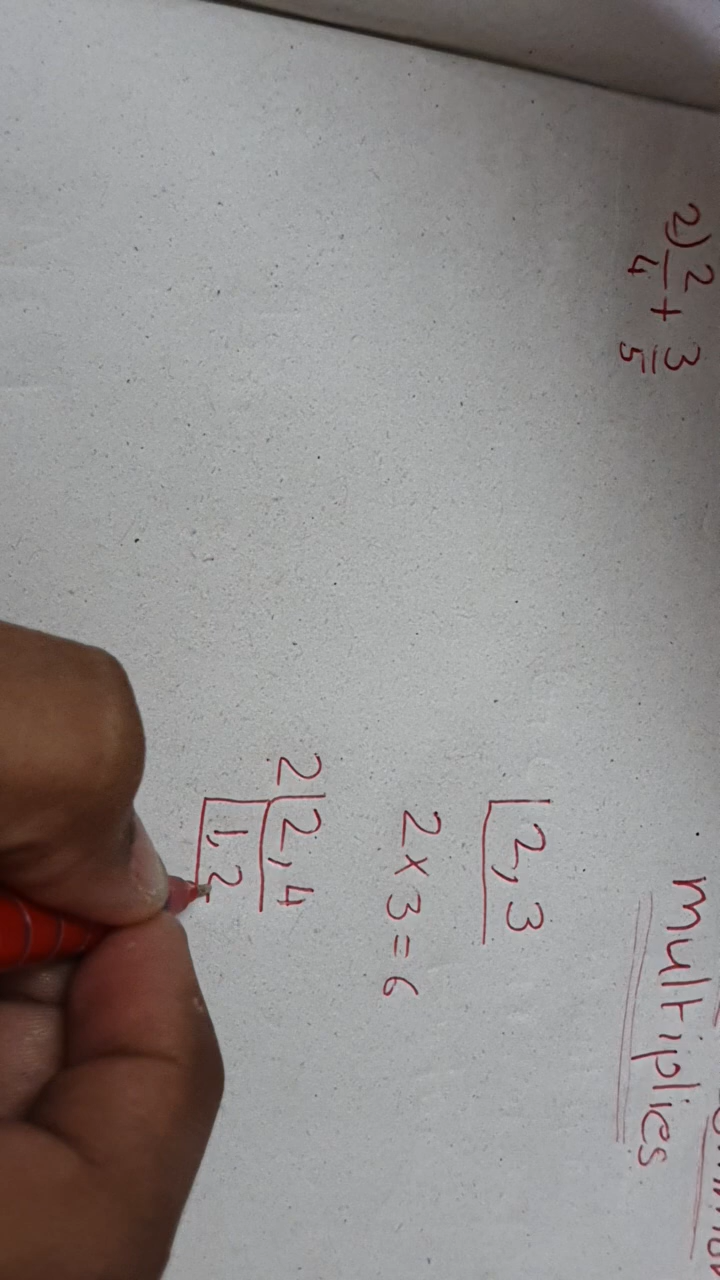 multiplies
2) 2/4 + 3/5
2, 3
2 x 3 = 6
2 | 2, 4
1, 2